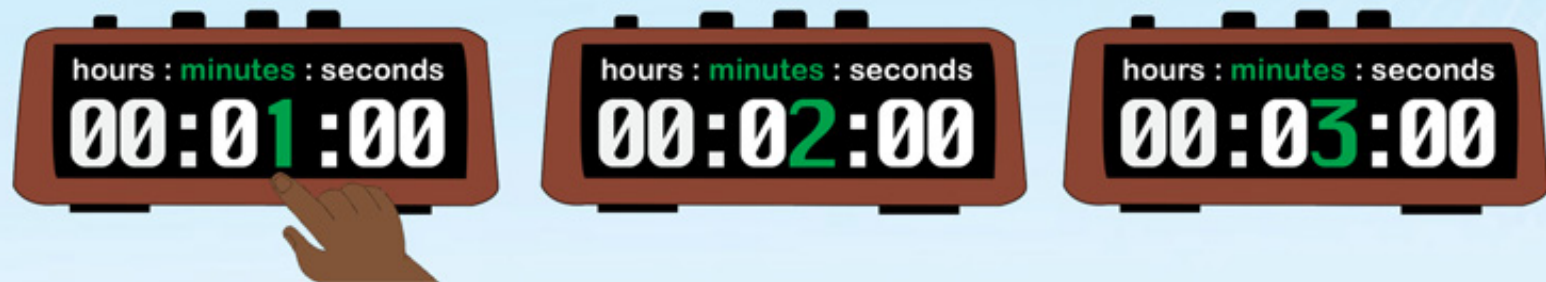 hours : minutes : seconds
00:01:00
hours : minutes : seconds
00:02:00
hours : minutes : seconds
00:03:00